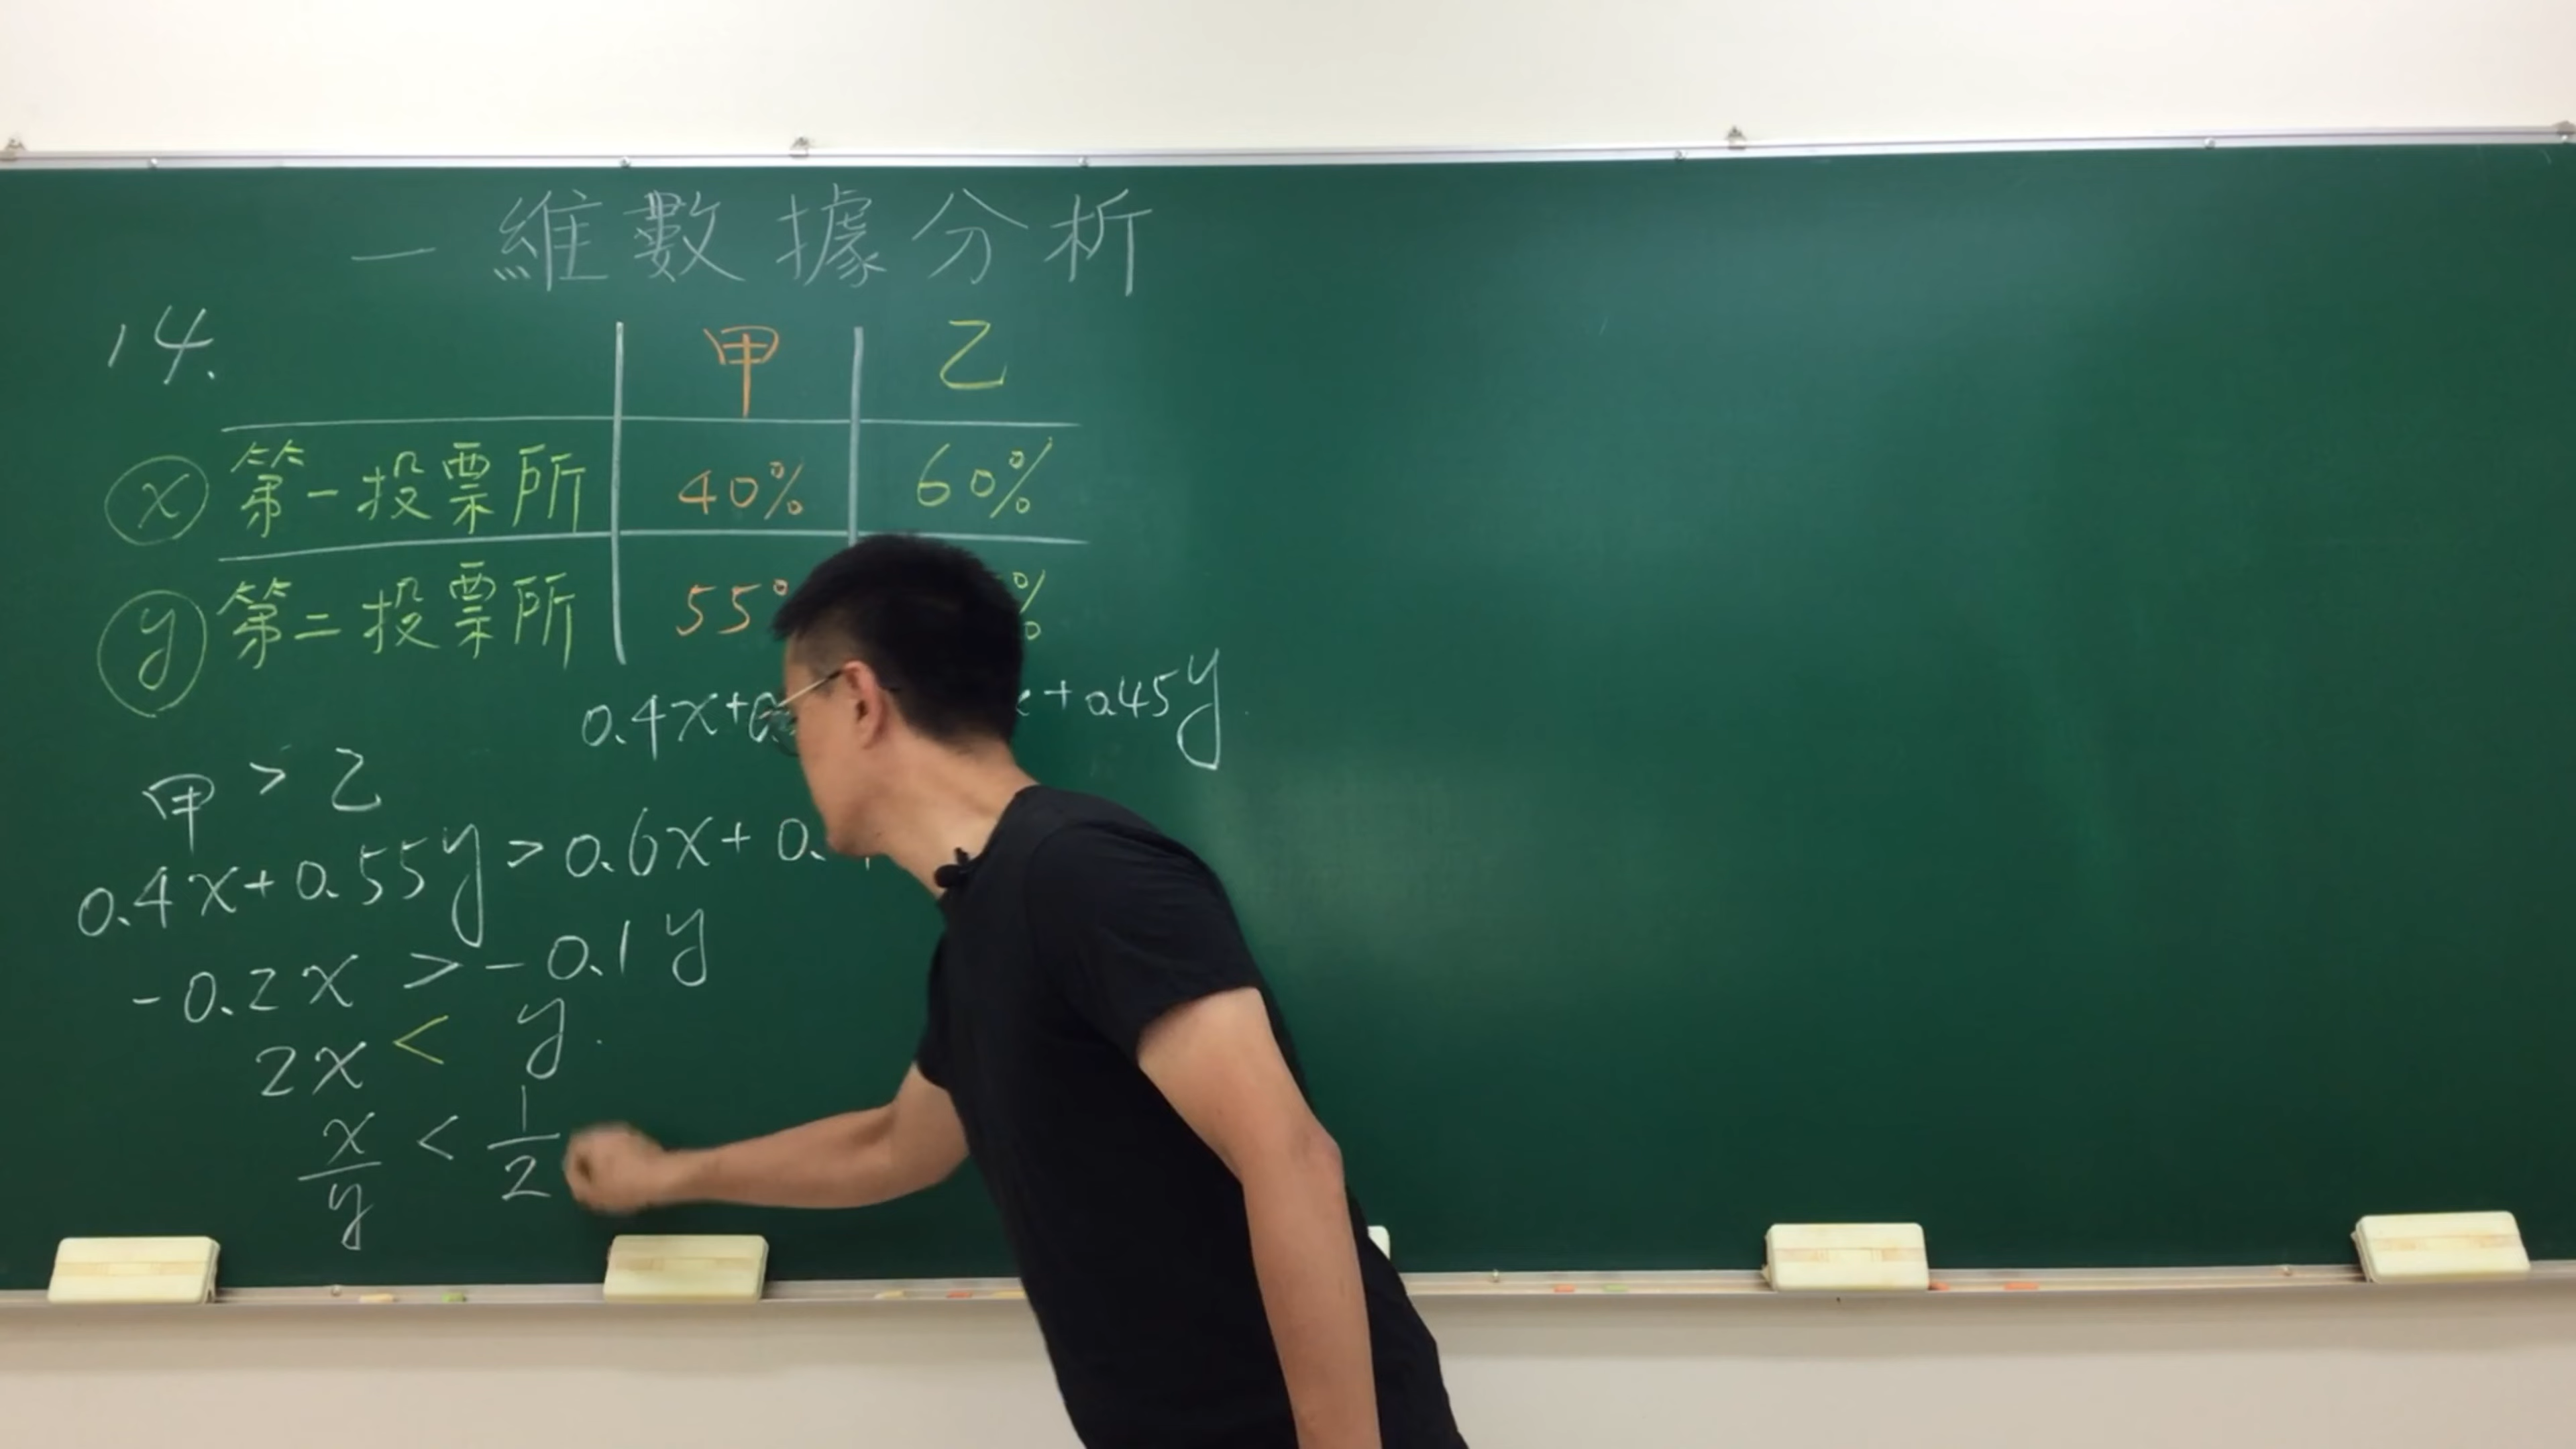 一維數據分析
14.
甲 乙
x 第一投票所 40% 60%
y 第二投票所 55 %
0.4x+0. +0.45y
甲 > 乙
0.4x+0.55y > 0.6x+0.
-0.2x > -0.1y
2x < y
x/y < 1/2